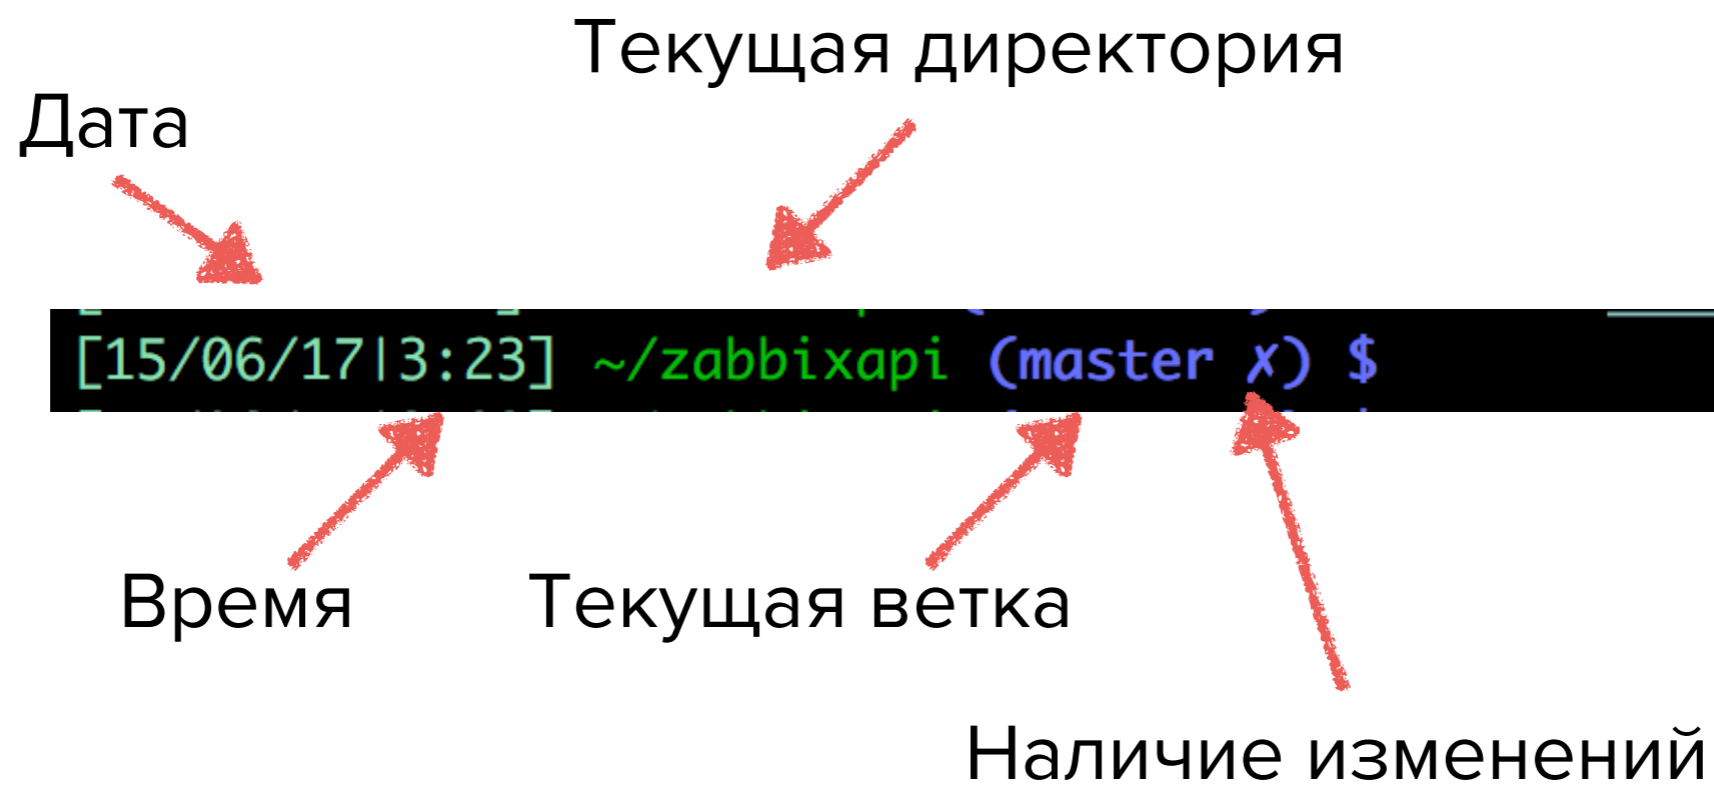 Текущая директория
Дата
[15/06/17|3:23] ~/zabbixapi (master ✗) $
Время
Текущая ветка
Наличие изменений